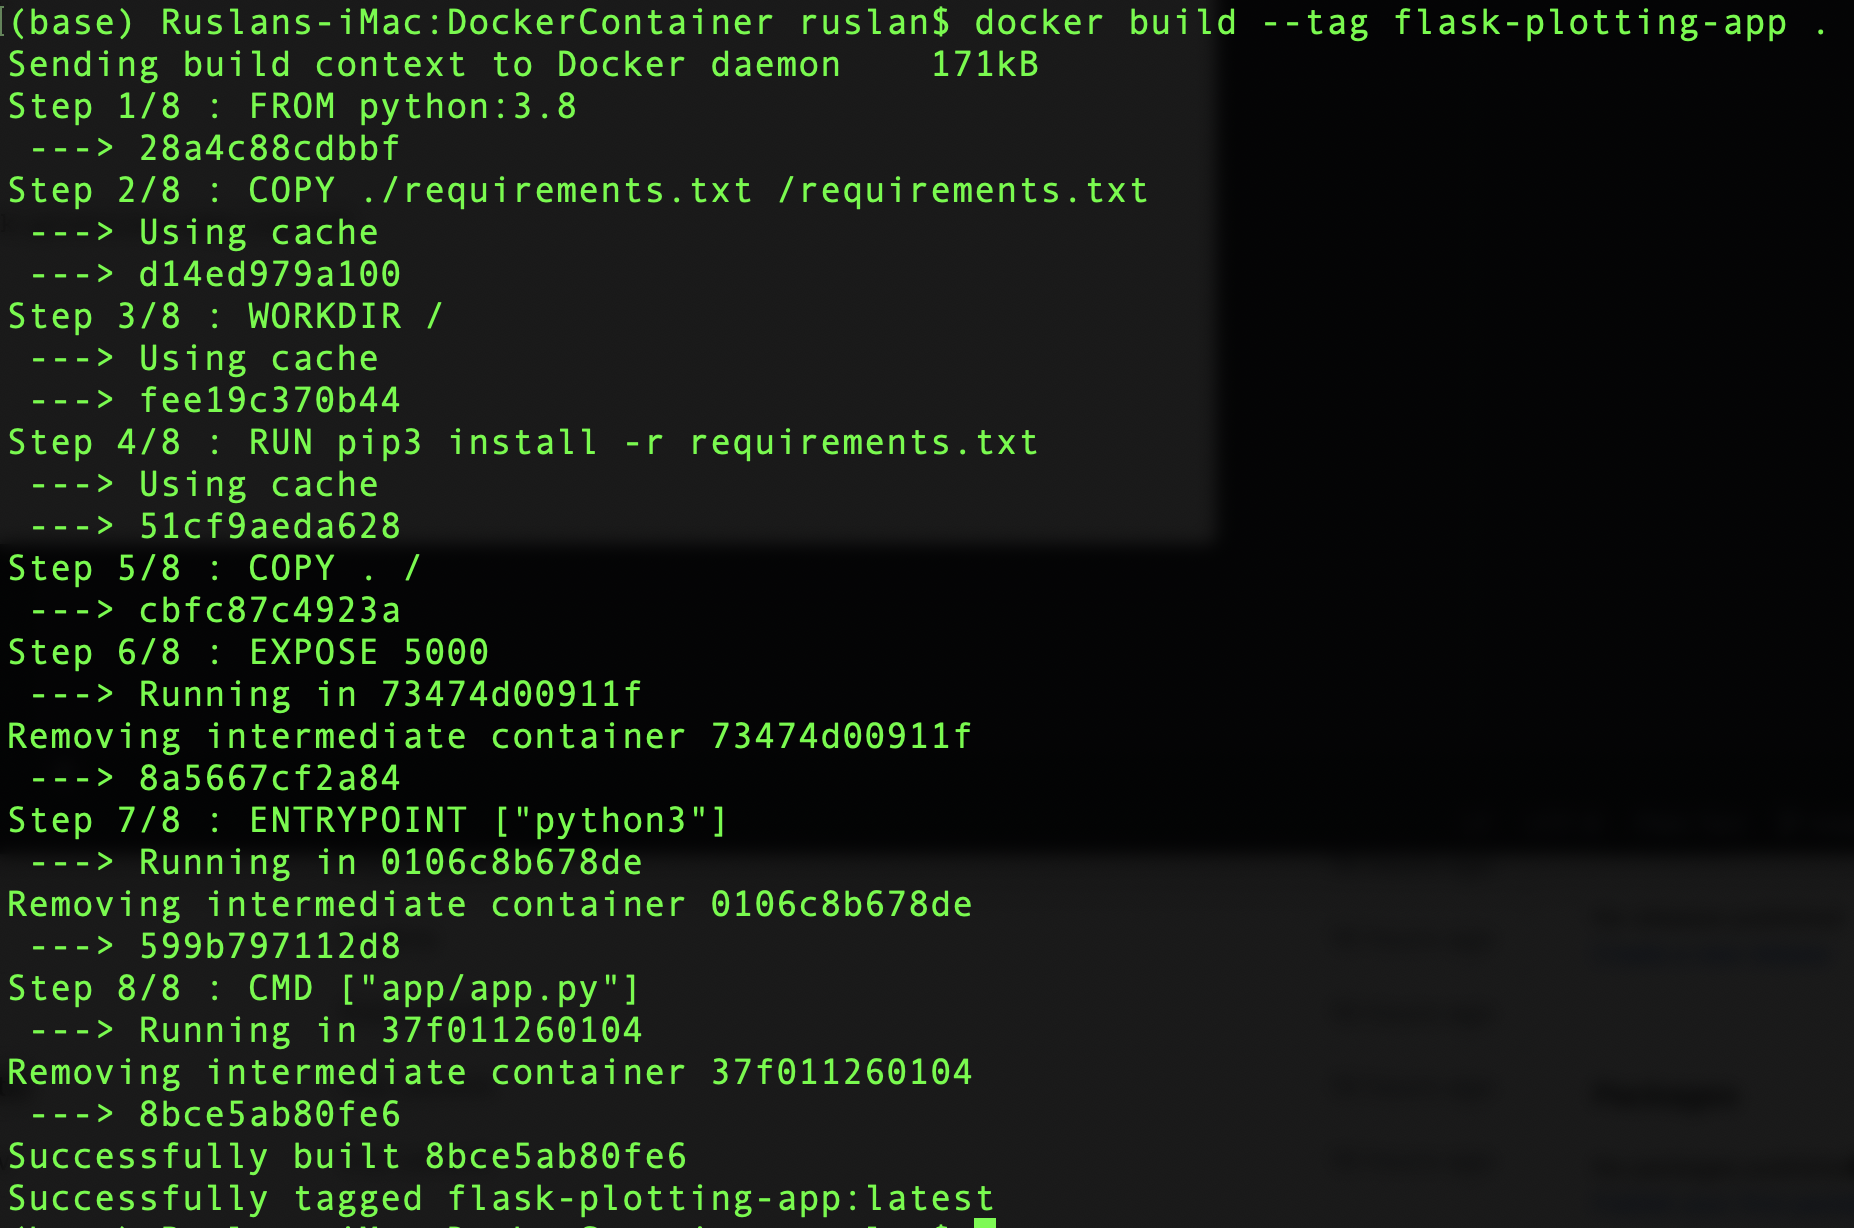 (base) Ruslans-iMac:DockerContainer ruslan$ docker build --tag flask-plotting-app .
Sending build context to Docker daemon    171kB
Step 1/8 : FROM python:3.8
 ---> 28a4c88cdbbf
Step 2/8 : COPY ./requirements.txt /requirements.txt
 ---> Using cache
 ---> d14ed979a100
Step 3/8 : WORKDIR /
 ---> Using cache
 ---> fee19c370b44
Step 4/8 : RUN pip3 install -r requirements.txt
 ---> Using cache
 ---> 51cf9aeda628
Step 5/8 : COPY . /
 ---> cbfc87c4923a
Step 6/8 : EXPOSE 5000
 ---> Running in 73474d00911f
Removing intermediate container 73474d00911f
 ---> 8a5667cf2a84
Step 7/8 : ENTRYPOINT ["python3"]
 ---> Running in 0106c8b678de
Removing intermediate container 0106c8b678de
 ---> 599b797112d8
Step 8/8 : CMD ["app/app.py"]
 ---> Running in 37f011260104
Removing intermediate container 37f011260104
 ---> 8bce5ab80fe6
Successfully built 8bce5ab80fe6
Successfully tagged flask-plotting-app:latest